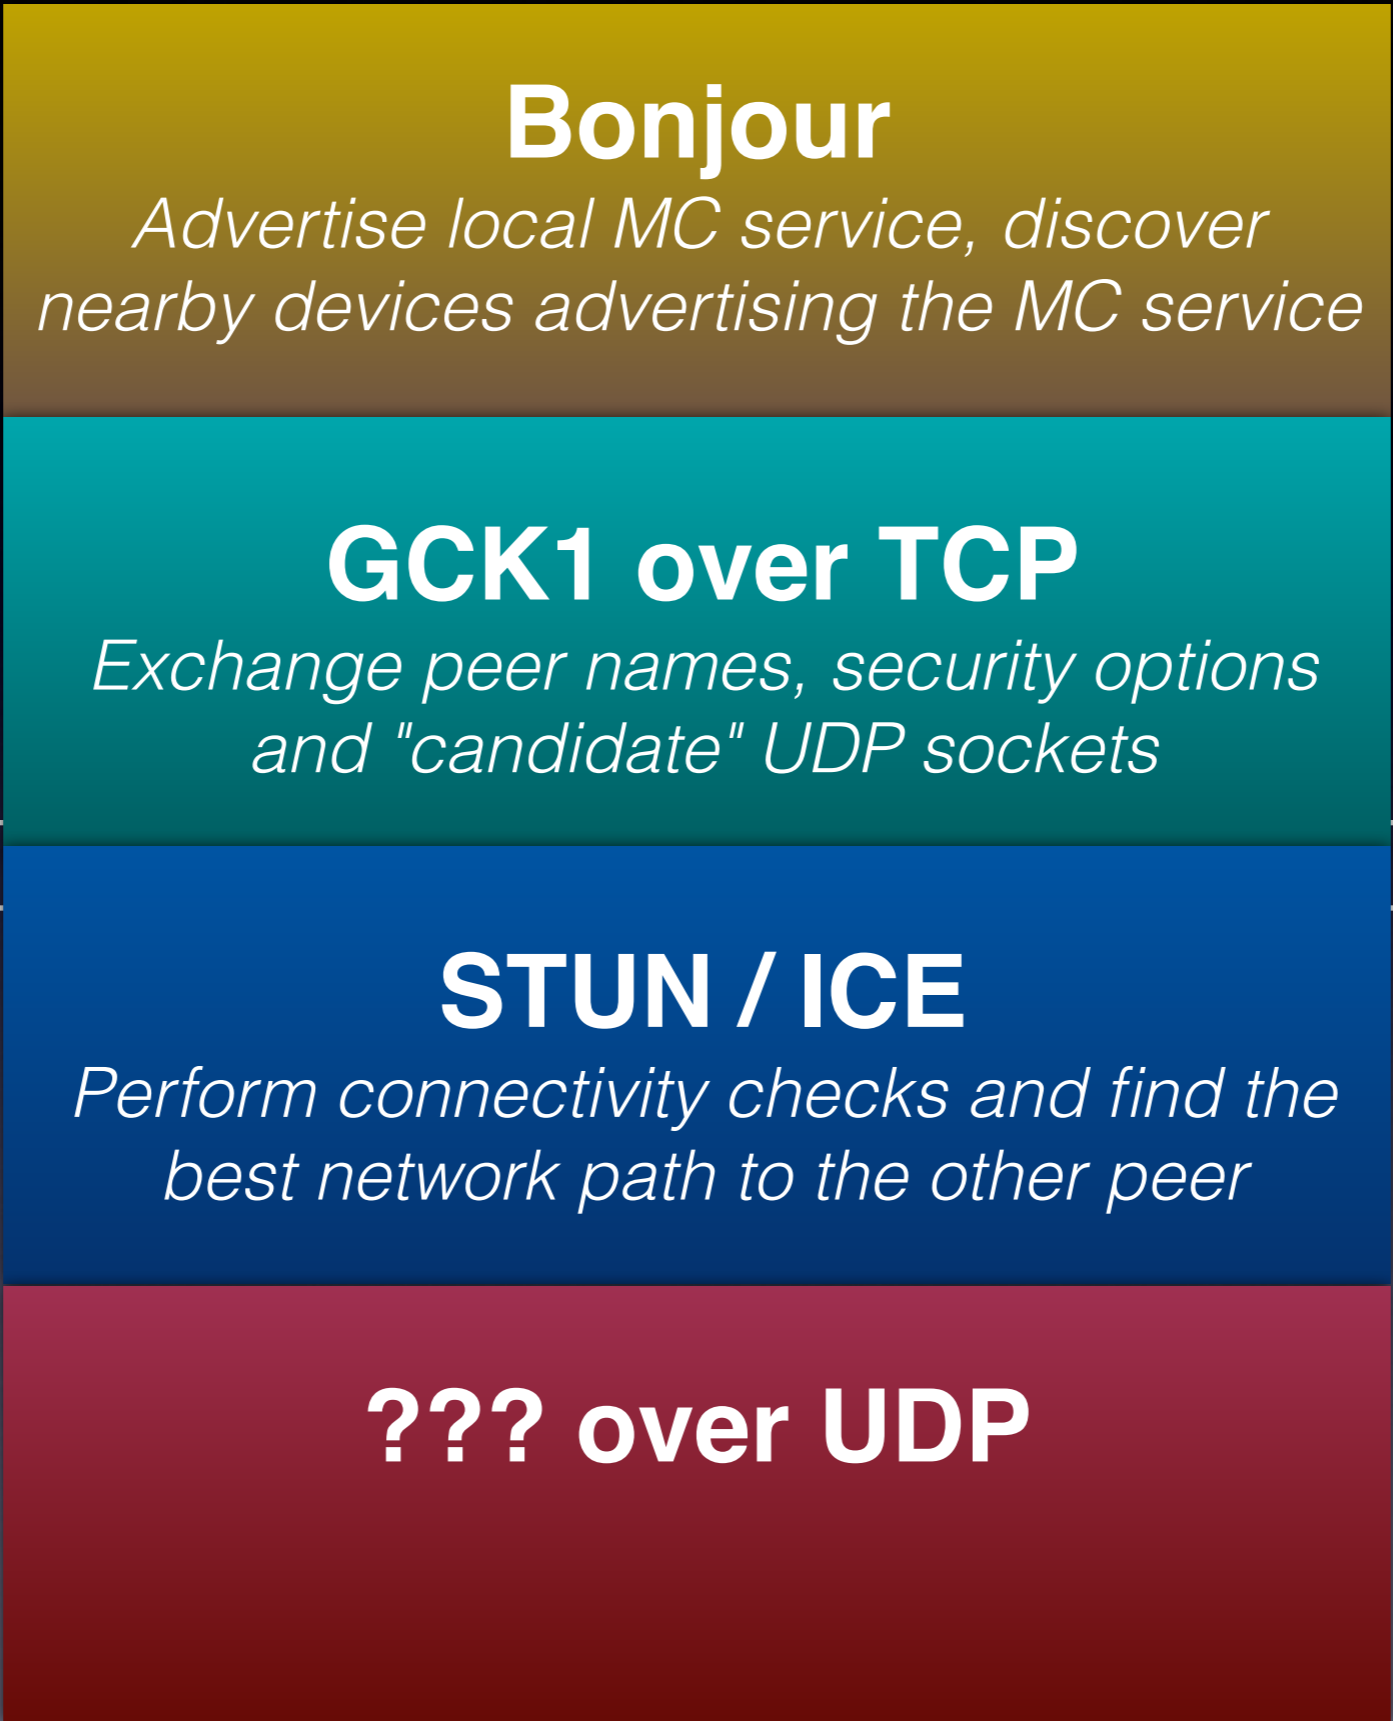 Bonjour
Advertise local MC service, discover
nearby devices advertising the MC service
GCK1 over TCP
Exchange peer names, security options
and "candidate" UDP sockets
STUN / ICE
Perform connectivity checks and find the
best network path to the other peer
??? over UDP